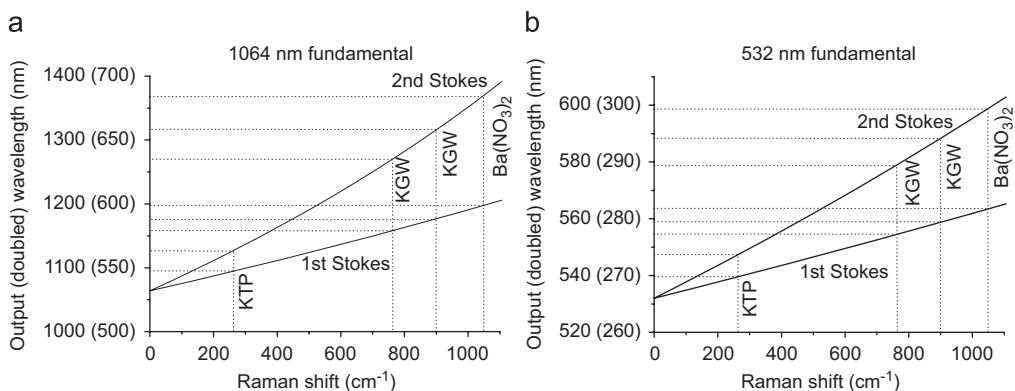 a
1064 nm fundamental
Output (doubled) wavelength (nm)
1400 (700)
1300 (650)
1200 (600)
1100 (550)
1000 (500)
2nd Stokes
1st Stokes
KTP
KGW
KGW
Ba(NO₃)₂
0 200 400 600 800 1000
Raman shift (cm⁻¹)
b
532 nm fundamental
Output (doubled) wavelength (nm)
600 (300)
580 (290)
560 (280)
540 (270)
520 (260)
2nd Stokes
1st Stokes
KTP
KGW
KGW
Ba(NO₃)₂
0 200 400 600 800 1000
Raman shift (cm⁻¹)